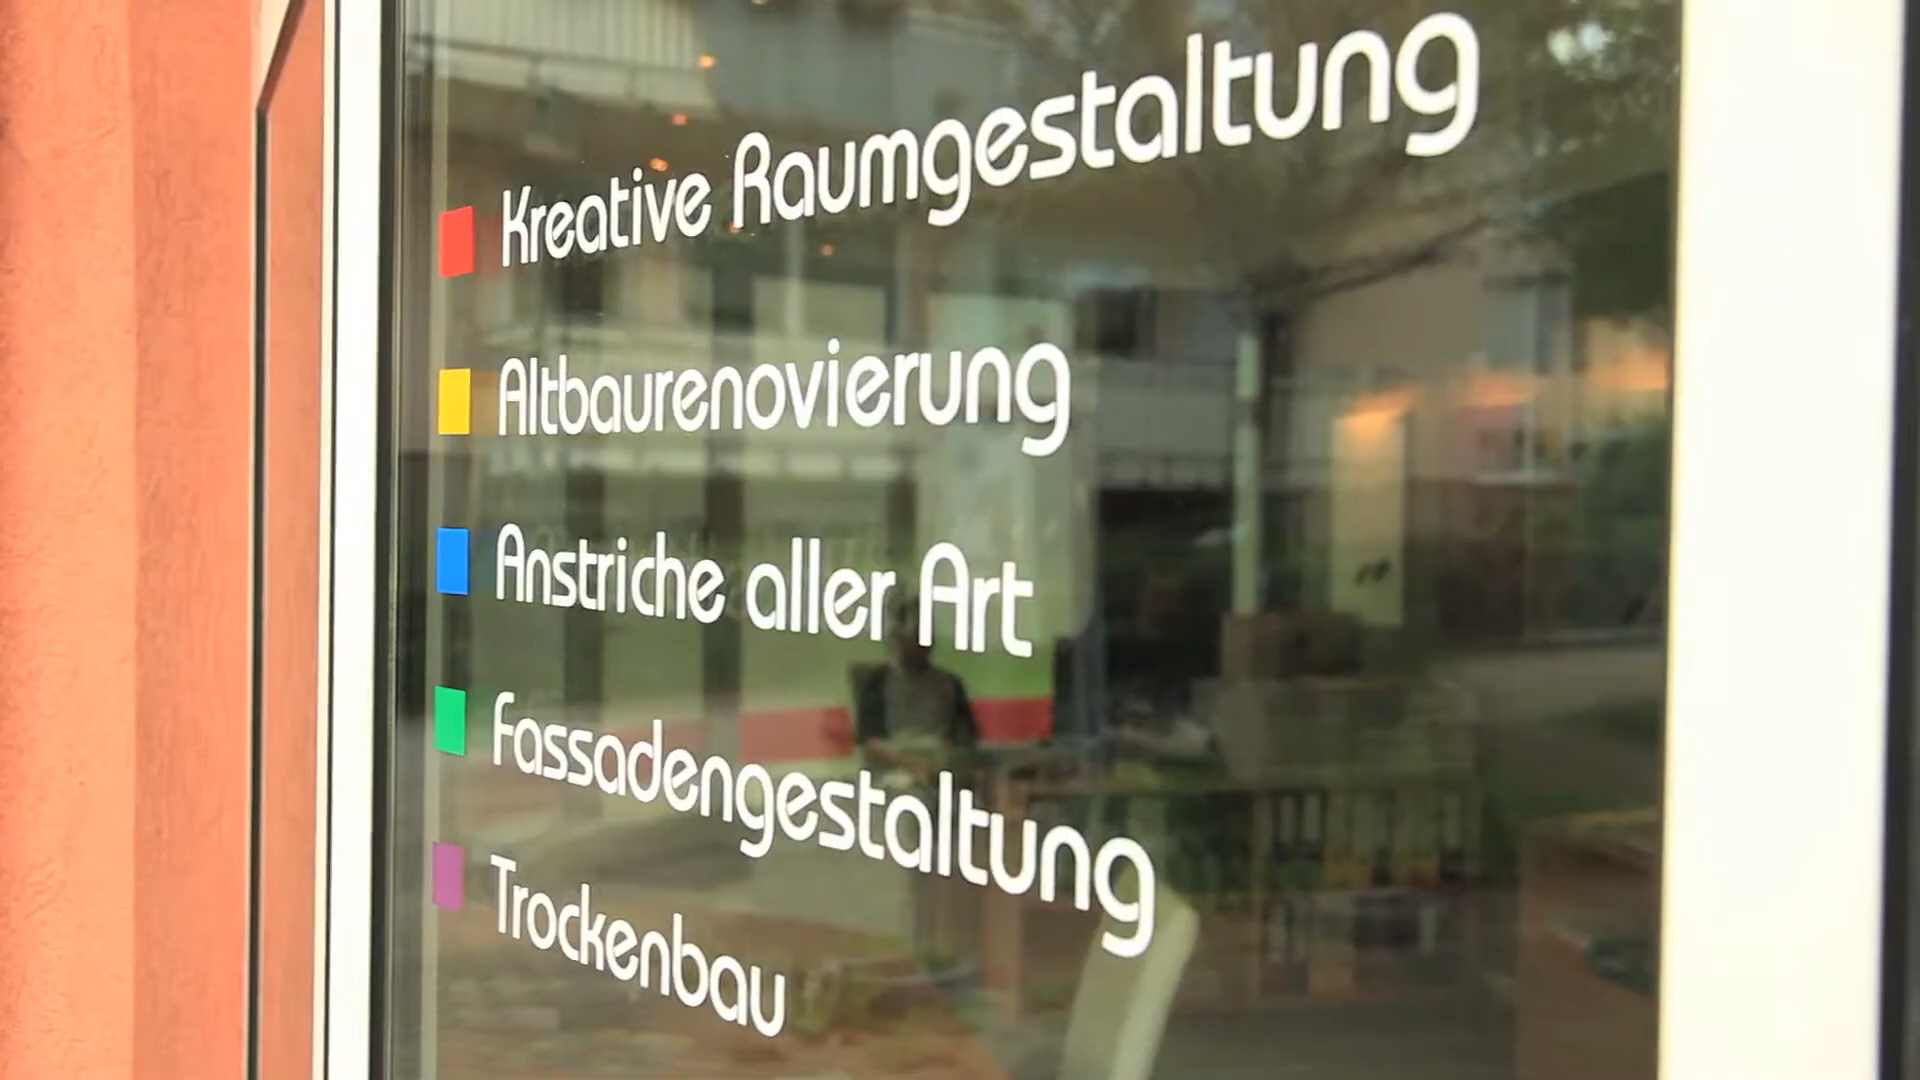 Kreative Raumgestaltung
Altbaurenovierung
Anstriche aller Art
Fassadengestaltung
Trockenbau